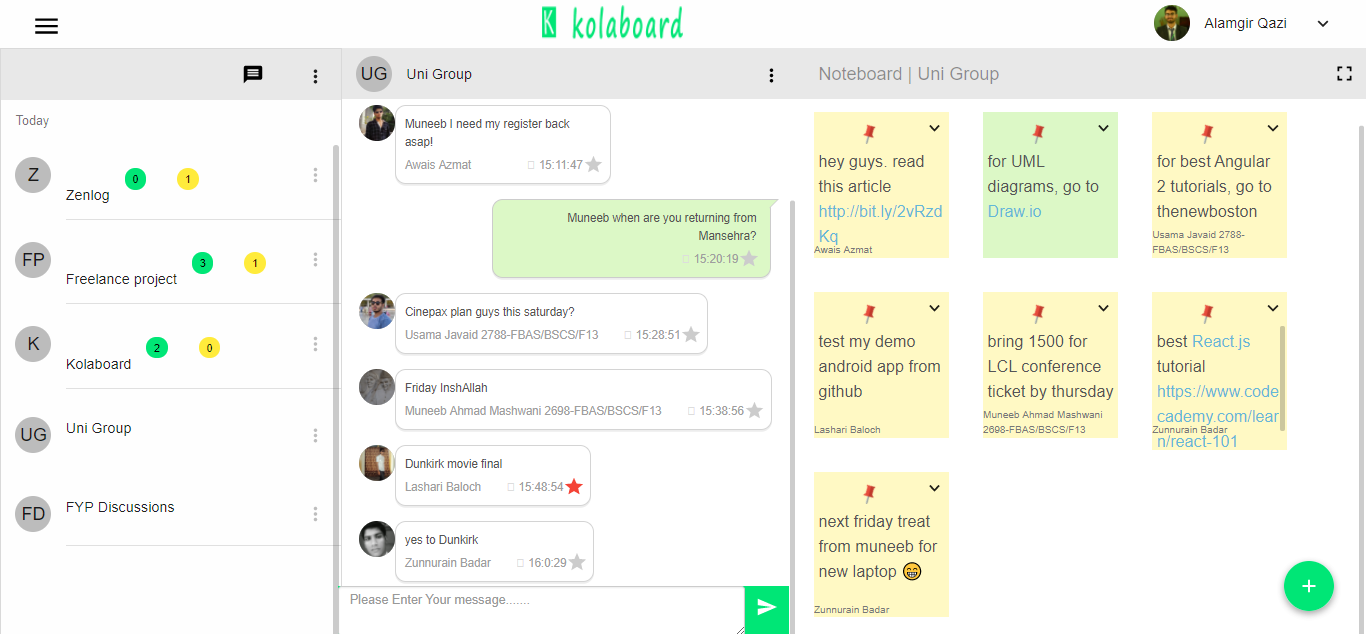 K kolaboard
Alamgir Qazi
UG
Uni Group
Noteboard | Uni Group
Today
Z
Zenlog
0
1
FP
Freelance project
3
1
K
Kolaboard
2
0
UG
Uni Group
FD
FYP Discussions
Muneeb I need my register back
asap!
Awais Azmat
15:11:47
Muneeb when are you returning from
Mansehra?
15:20:19
Cinepax plan guys this saturday?
Usama Javaid 2788-FBAS/BSCS/F13
15:28:51
Friday InshAllah
Muneeb Ahmad Mashwani 2698-FBAS/BSCS/F13
15:38:56
Dunkirk movie final
Lashari Baloch
15:48:54
yes to Dunkirk
Zunnurain Badar
16:0:29
Please Enter Your message.......
hey guys. read
this article
http://bit.ly/2vRzd
Kq
Awais Azmat
for UML
diagrams, go to
Draw.io
for best Angular
2 tutorials, go to
thenewboston
Usama Javaid 2788-
FBAS/BSCS/F13
test my demo
android app from
github
Lashari Baloch
bring 1500 for
LCL conference
ticket by thursday
Muneeb Ahmad Mashwani
2698-FBAS/BSCS/F13
best React.js
tutorial
https://www.code
cademy.com/lear
n/react-101
Zunnurain Badar
next friday treat
from muneeb for
new laptop 😁
Zunnurain Badar